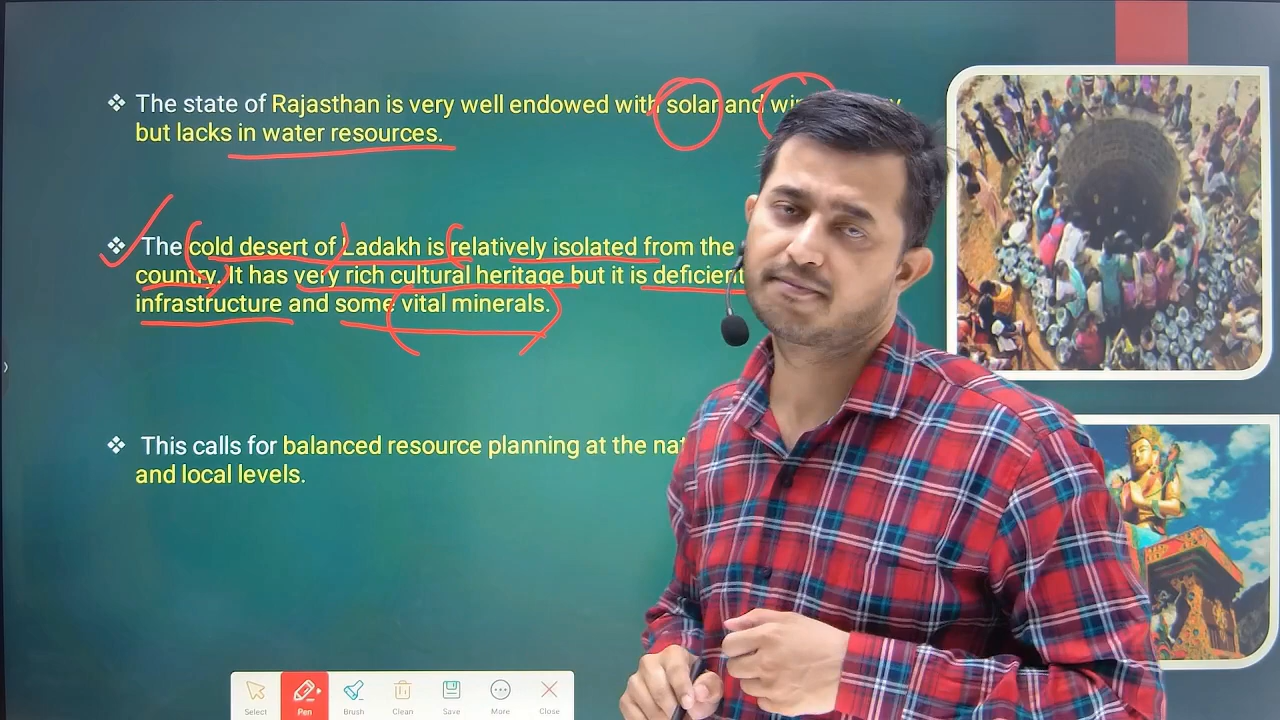 ❖ The state of Rajasthan is very well endowed with solar and
but lacks in water resources.
❖ The cold desert of Ladakh is relatively isolated from the
country. It has very rich cultural heritage but it is deficient
infrastructure and some vital minerals.
❖ This calls for balanced resource planning at the
and local levels.
Select Pen Brush Clean Save More Close